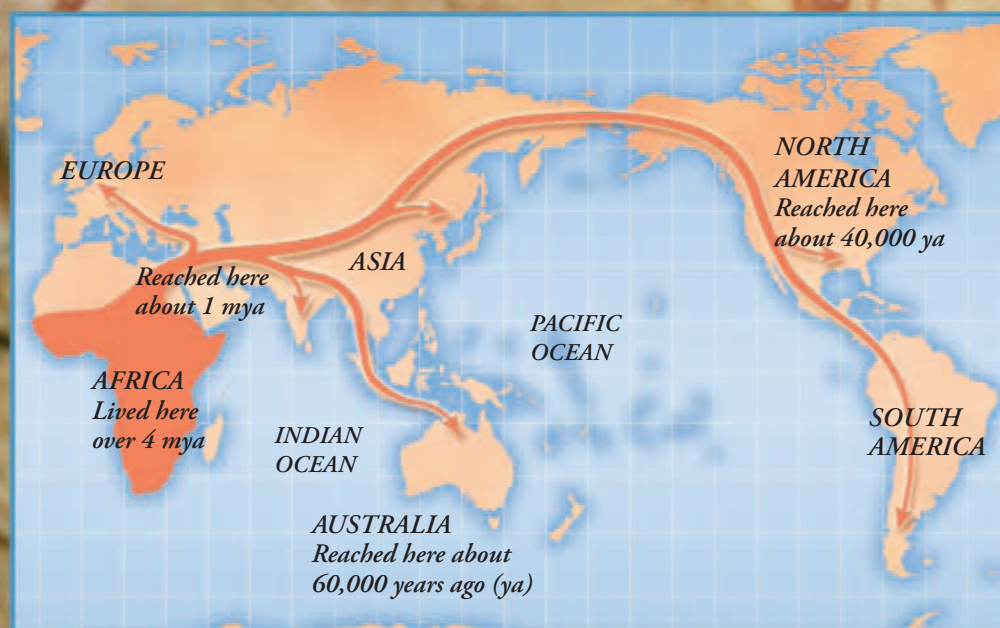 EUROPE
Reached here
about 1 mya
ASIA
AFRICA
Lived here
over 4 mya
INDIAN
OCEAN
AUSTRALIA
Reached here about
60,000 years ago (ya)
PACIFIC
OCEAN
NORTH
AMERICA
Reached here
about 40,000 ya
SOUTH
AMERICA